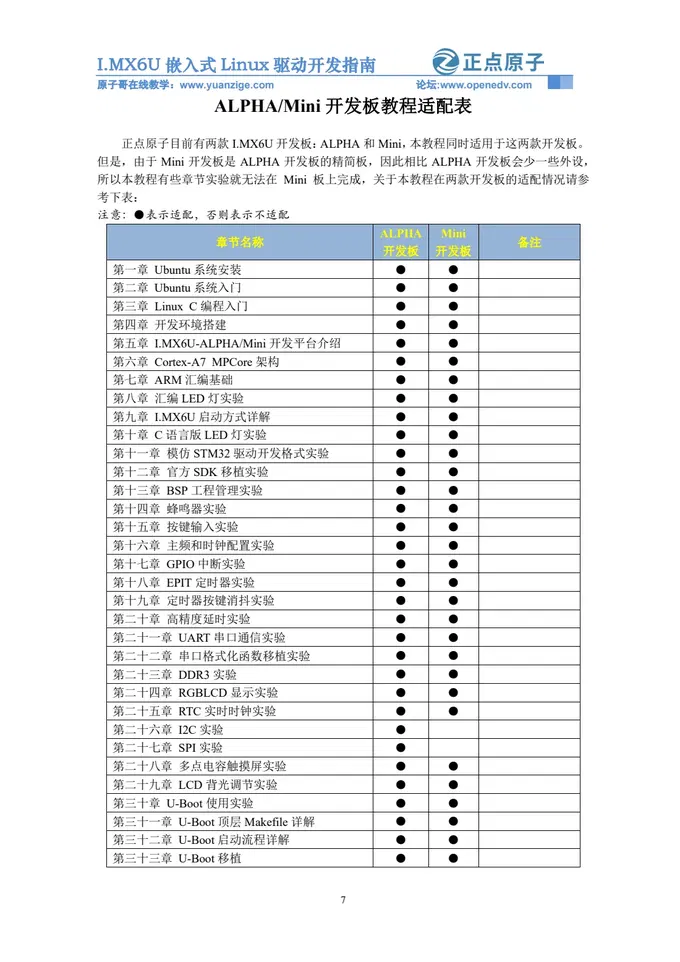 I.MX6U 嵌入式 Linux 驱动开发指南
正点原子
原子哥在线教学：www.yuanzige.com
论坛:www.openedv.com
ALPHA/Mini 开发板教程适配表
正点原子目前有两款 I.MX6U 开发板：ALPHA 和 Mini，本教程同时适用于这两款开发板。
但是，由于 Mini 开发板是 ALPHA 开发板的精简板，因此相比 ALPHA 开发板会少一些外设，
所以本教程有些章节实验就无法在 Mini 板上完成，关于本教程在两款开发板的适配情况请参
考下表：
注意：●表示适配，否则表示不适配
章节名称 ALPHA 开发板 Mini 开发板 备注
第一章 Ubuntu 系统安装 ● ●
第二章 Ubuntu 系统入门 ● ●
第三章 Linux C 编程入门 ● ●
第四章 开发环境搭建 ● ●
第五章 I.MX6U-ALPHA/Mini 开发平台介绍 ● ●
第六章 Cortex-A7 MPCore 架构 ● ●
第七章 ARM 汇编基础 ● ●
第八章 汇编 LED 灯实验 ● ●
第九章 I.MX6U 启动方式详解 ● ●
第十章 C 语言版 LED 灯实验 ● ●
第十一章 模仿 STM32 驱动开发格式实验 ● ●
第十二章 官方 SDK 移植实验 ● ●
第十三章 BSP 工程管理实验 ● ●
第十四章 蜂鸣器实验 ● ●
第十五章 按键输入实验 ● ●
第十六章 主频和时钟配置实验 ● ●
第十七章 GPIO 中断实验 ● ●
第十八章 EPIT 定时器实验 ● ●
第十九章 定时器按键消抖实验 ● ●
第二十章 高精度延时实验 ● ●
第二十一章 UART 串口通信实验 ● ●
第二十二章 串口格式化函数移植实验 ● ●
第二十三章 DDR3 实验 ● ●
第二十四章 RGBLCD 显示实验 ● ●
第二十五章 RTC 实时时钟实验 ● ●
第二十六章 I2C 实验 ●
第二十七章 SPI 实验 ●
第二十八章 多点电容触摸屏实验 ● ●
第二十九章 LCD 背光调节实验 ● ●
第三十章 U-Boot 使用实验 ● ●
第三十一章 U-Boot 顶层 Makefile 详解 ● ●
第三十二章 U-Boot 启动流程详解 ● ●
第三十三章 U-Boot 移植 ● ●
7